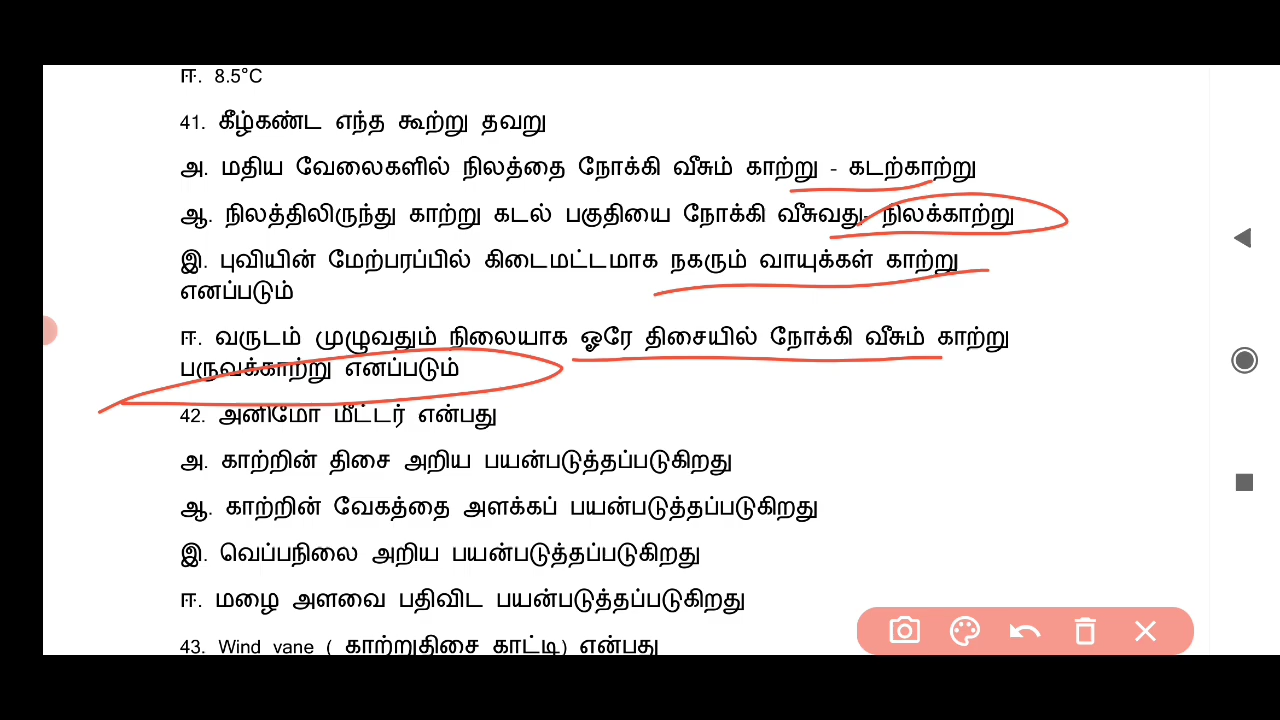 ஈ. 8.5°C
41. கீழ்கண்ட எந்த கூற்று தவறு
அ. மதிய வேலைகளில் நிலத்தை நோக்கி வீசும் காற்று - கடற்காற்று
ஆ. நிலத்திலிருந்து காற்று கடல் பகுதியை நோக்கி வீசுவது- நிலக்காற்று
இ. புவியின் மேற்பரப்பில் கிடைமட்டமாக நகரும் வாயுக்கள் காற்று
எனப்படும்
ஈ. வருடம் முழுவதும் நிலையாக ஓரே திசையில் நோக்கி வீசும் காற்று
பருவக்காற்று எனப்படும்
42. அனிமோ மீட்டர் என்பது
அ. காற்றின் திசை அறிய பயன்படுத்தப்படுகிறது
ஆ. காற்றின் வேகத்தை அளக்கப் பயன்படுத்தப்படுகிறது
இ. வெப்பநிலை அறிய பயன்படுத்தப்படுகிறது
ஈ. மழை அளவை பதிவிட பயன்படுத்தப்படுகிறது
43. Wind vane ( காற்றுதிசை காட்டி) என்பது